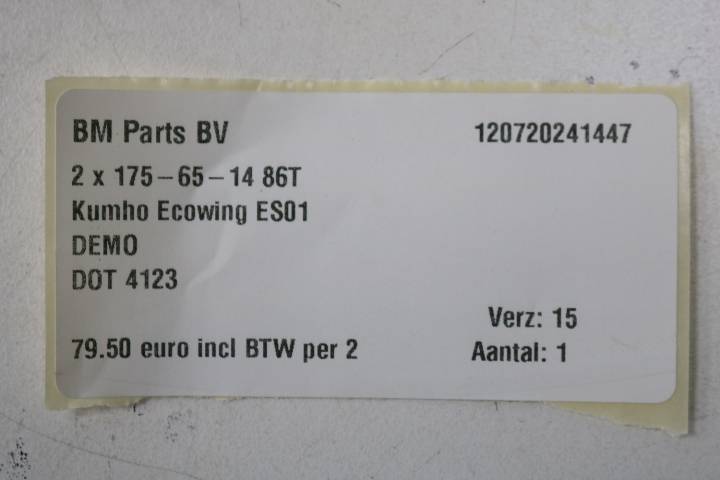 BM Parts BV 120720241447
2 x 175-65-14 86T
Kumho Ecowing ES01
DEMO
DOT 4123
Verz: 15
79.50 euro incl BTW per 2 Aantal: 1